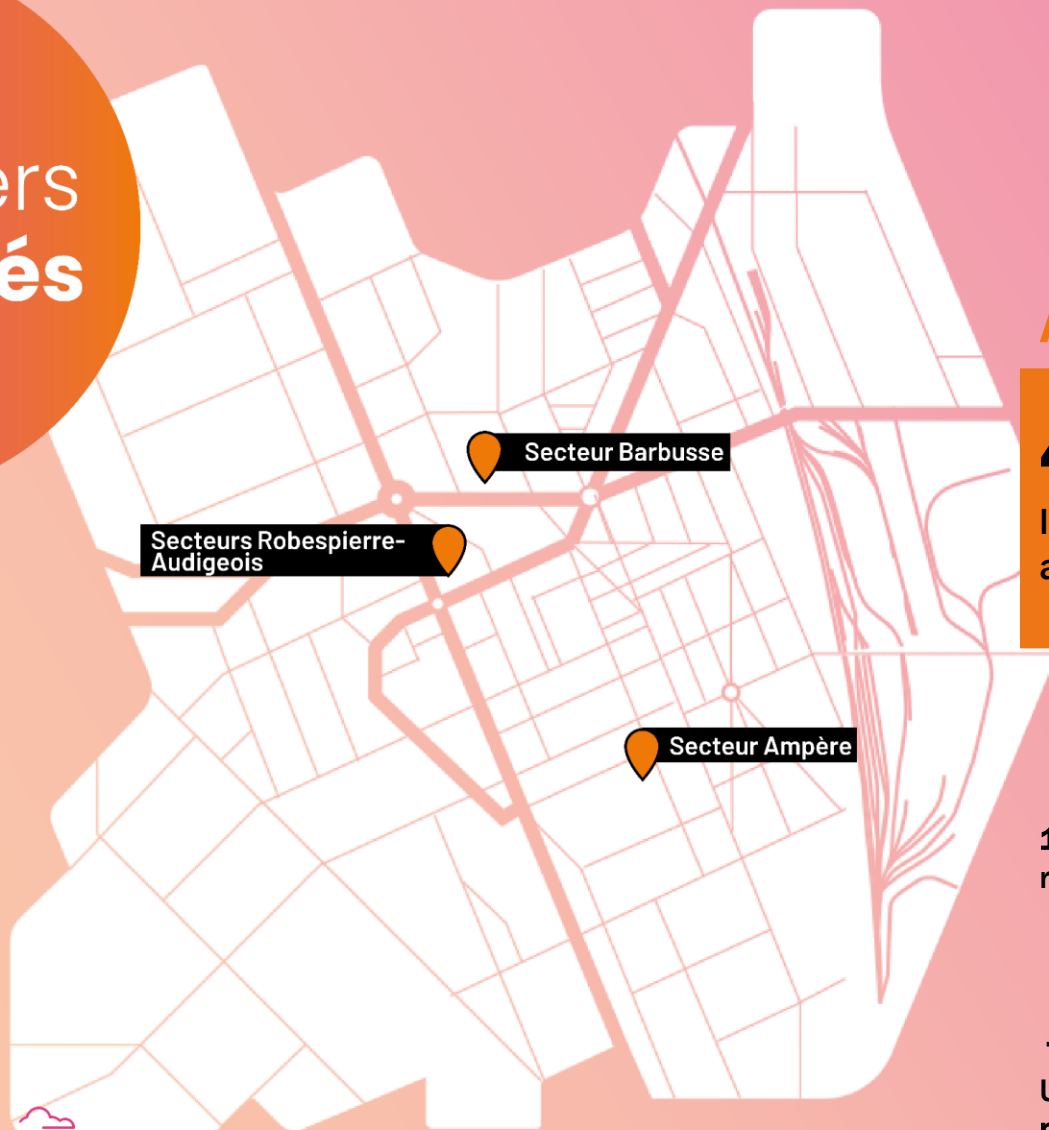 ers
és
Secteur Barbusse
Secteurs Robespierre-
Audigeois
Secteur Ampère